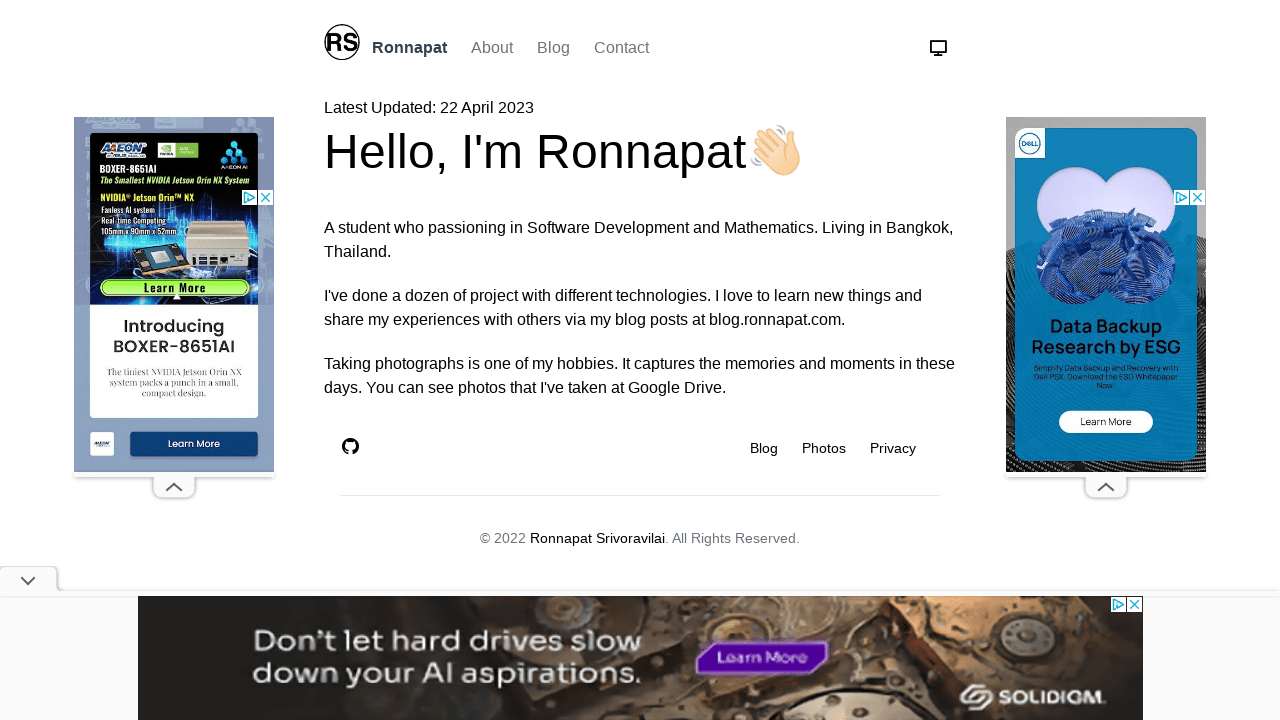 RS
Ronnapat
About
Blog
Contact
Latest Updated: 22 April 2023
Hello, I'm Ronnapat
A student who passioning in Software Development and Mathematics. Living in Bangkok,
Thailand.
I've done a dozen of project with different technologies. I love to learn new things and
share my experiences with others via my blog posts at blog.ronnapat.com.
Taking photographs is one of my hobbies. It captures the memories and moments in these
days. You can see photos that I've taken at Google Drive.
Blog
Photos
Privacy
© 2022 Ronnapat Srivoravilai. All Rights Reserved.
AAEON
NVIDIA
AAEON AI
BOXER-8651AI
The Smallest NVIDIA Jetson Orin NX System
NVIDIA® Jetson Orin™ NX
Fanless AI system
Real-time Computing
105mm x 90mm x 52mm
Learn More
Introducing
BOXER-8651AI
The tiniest NVIDIA Jetson Orin NX
system packs a punch in a small,
compact design.
Learn More
DELL
Data Backup
Research by ESG
Simplify Data Backup and Recovery with
Dell PSX. Download the ESG Whitepaper
Now!
Learn More
Don't let hard drives slow
down your AI aspirations.
Learn More
SOLIDIGM